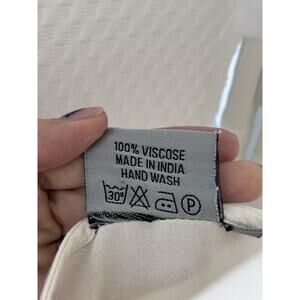 100% VISCOSE
MADE IN INDIA
HAND WASH
30° P